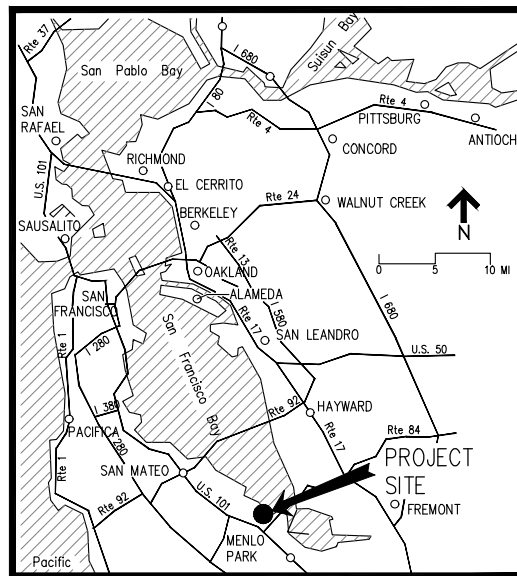 Rte 37
I 680
Suisun Bay
San Pablo Bay
I 80
Rte 4
PITTSBURG
ANTIOCH
SAN
RAFAEL
Rte 4
CONCORD
RICHMOND
U.S. 101
EL CERRITO
Rte 24
WALNUT CREEK
BERKELEY
SAUSALITO
N
Rte 13
0 5 10 MI
OAKLAND
ALAMEDA
SAN
FRANCISCO
I 680
I 580
Rte 17
SAN LEANDRO
San Francisco Bay
Rte 1
I 280
U.S. 50
Rte 92
HAYWARD
I 380
PACIFICA
I 280
Rte 17
Rte 84
PROJECT
SITE
SAN MATEO
Rte 1
U.S. 101
Rte 92
FREMONT
MENLO
PARK
Pacific